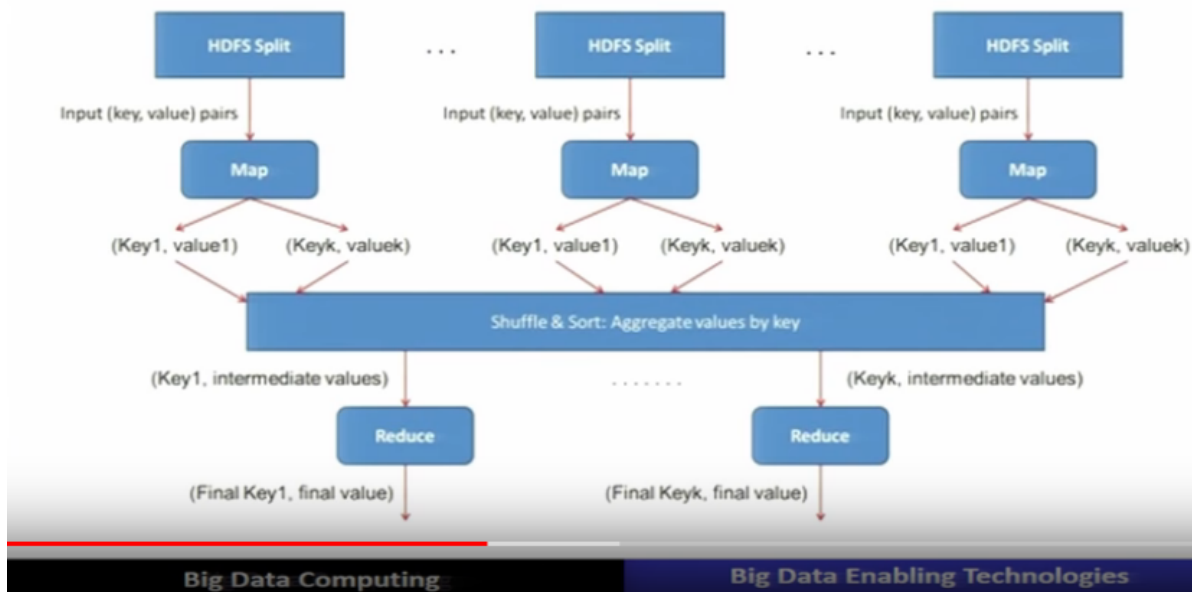 HDFS Split ... HDFS Split ... HDFS Split
Input (key, value) pairs Input (key, value) pairs Input (key, value) pairs
Map Map Map
(Key1, value1) (Keyk, valuek) (Key1, value1) (Keyk, valuek) (Key1, value1) (Keyk, valuek)
Shuffle & Sort: Aggregate values by key
(Key1, intermediate values) ....... (Keyk, intermediate values)
Reduce Reduce
(Final Key1, final value) (Final Keyk, final value)
Big Data Computing Big Data Enabling Technologies